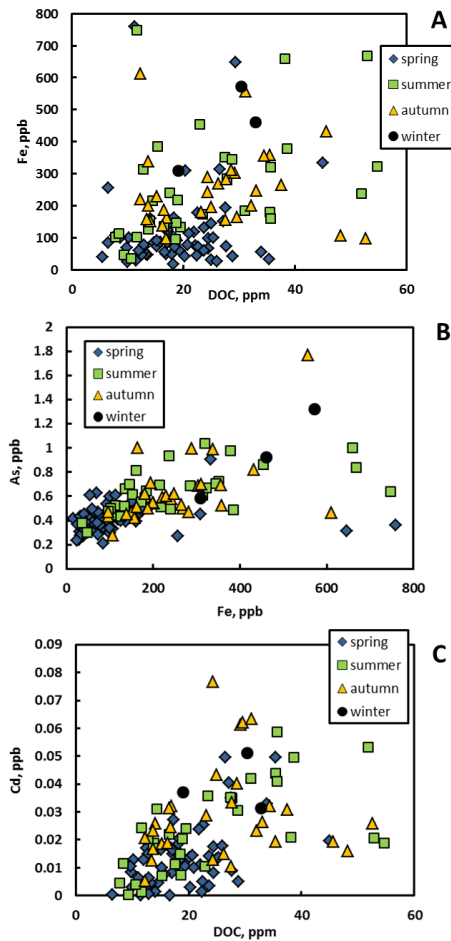 A
800
700
600
500
400
300
200
100
0
Fe, ppb
0 20 40 60
DOC, ppm
spring
summer
autumn
winter
B
2
1.8
1.6
1.4
1.2
1
0.8
0.6
0.4
0.2
0
As, ppb
0 200 400 600 800
Fe, ppb
spring
summer
autumn
winter
C
0.09
0.08
0.07
0.06
0.05
0.04
0.03
0.02
0.01
0
Cd, ppb
0 20 40 60
DOC, ppm
spring
summer
autumn
winter